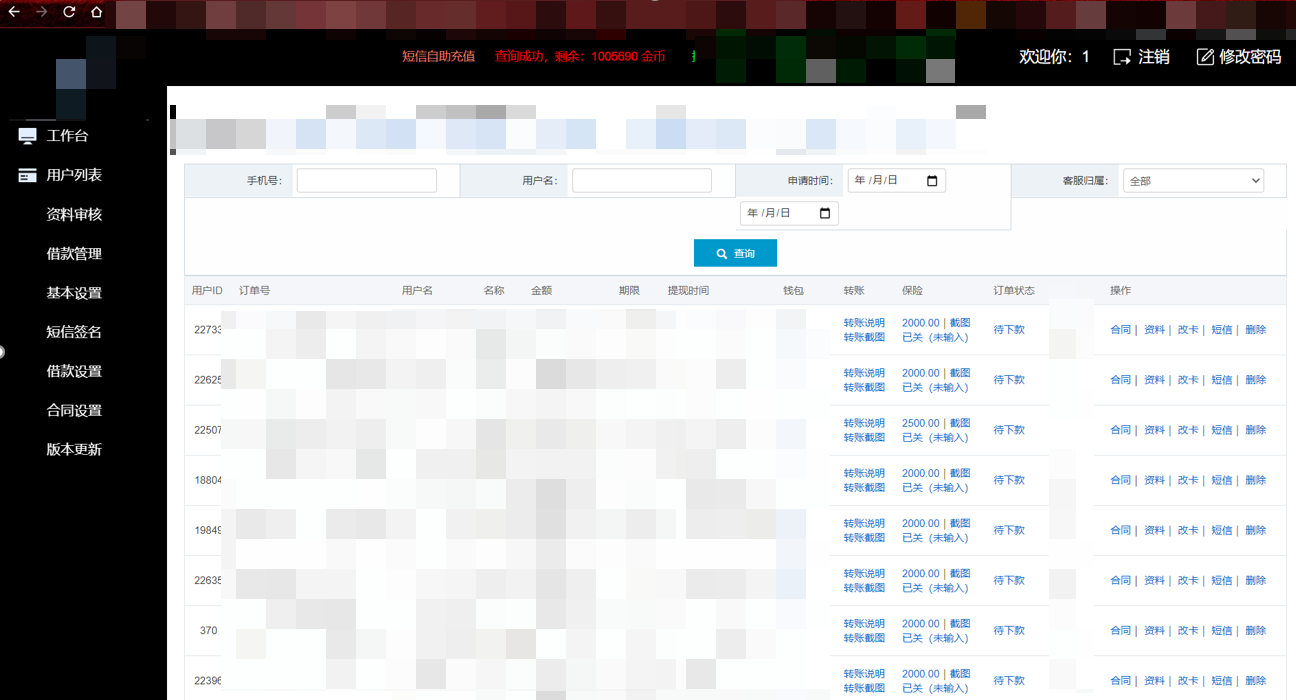 短信自助充值 查询成功，剩余：1005690 金币
欢迎你：1 注销 修改密码
工作台
用户列表
资料审核
借款管理
基本设置
短信签名
借款设置
合同设置
版本更新
手机号： 用户名： 申请时间： 年 /月/日 客服归属： 全部
年 /月/日
查询
用户ID 订单号 用户名 名称 金额 期限 提现时间 钱包 转账 保险 订单状态 操作
22733 转账说明 2000.00 | 截图 待下款 合同 | 资料 | 改卡 | 短信 | 删除
转账截图 已关（未输入）
22625 转账说明 2000.00 | 截图 待下款 合同 | 资料 | 改卡 | 短信 | 删除
转账截图 已关（未输入）
22507 转账说明 2500.00 | 截图 待下款 合同 | 资料 | 改卡 | 短信 | 删除
转账截图 已关（未输入）
18804 转账说明 2000.00 | 截图 待下款 合同 | 资料 | 改卡 | 短信 | 删除
转账截图 已关（未输入）
19849 转账说明 2000.00 | 截图 待下款 合同 | 资料 | 改卡 | 短信 | 删除
转账截图 已关（未输入）
22635 转账说明 2000.00 | 截图 待下款 合同 | 资料 | 改卡 | 短信 | 删除
转账截图 已关（未输入）
370 转账说明 2000.00 | 截图 待下款 合同 | 资料 | 改卡 | 短信 | 删除
转账截图 已关（未输入）
22396 转账说明 2000.00 | 截图 待下款 合同 | 资料 | 改卡 | 短信 | 删除
转账截图 已关（未输入）